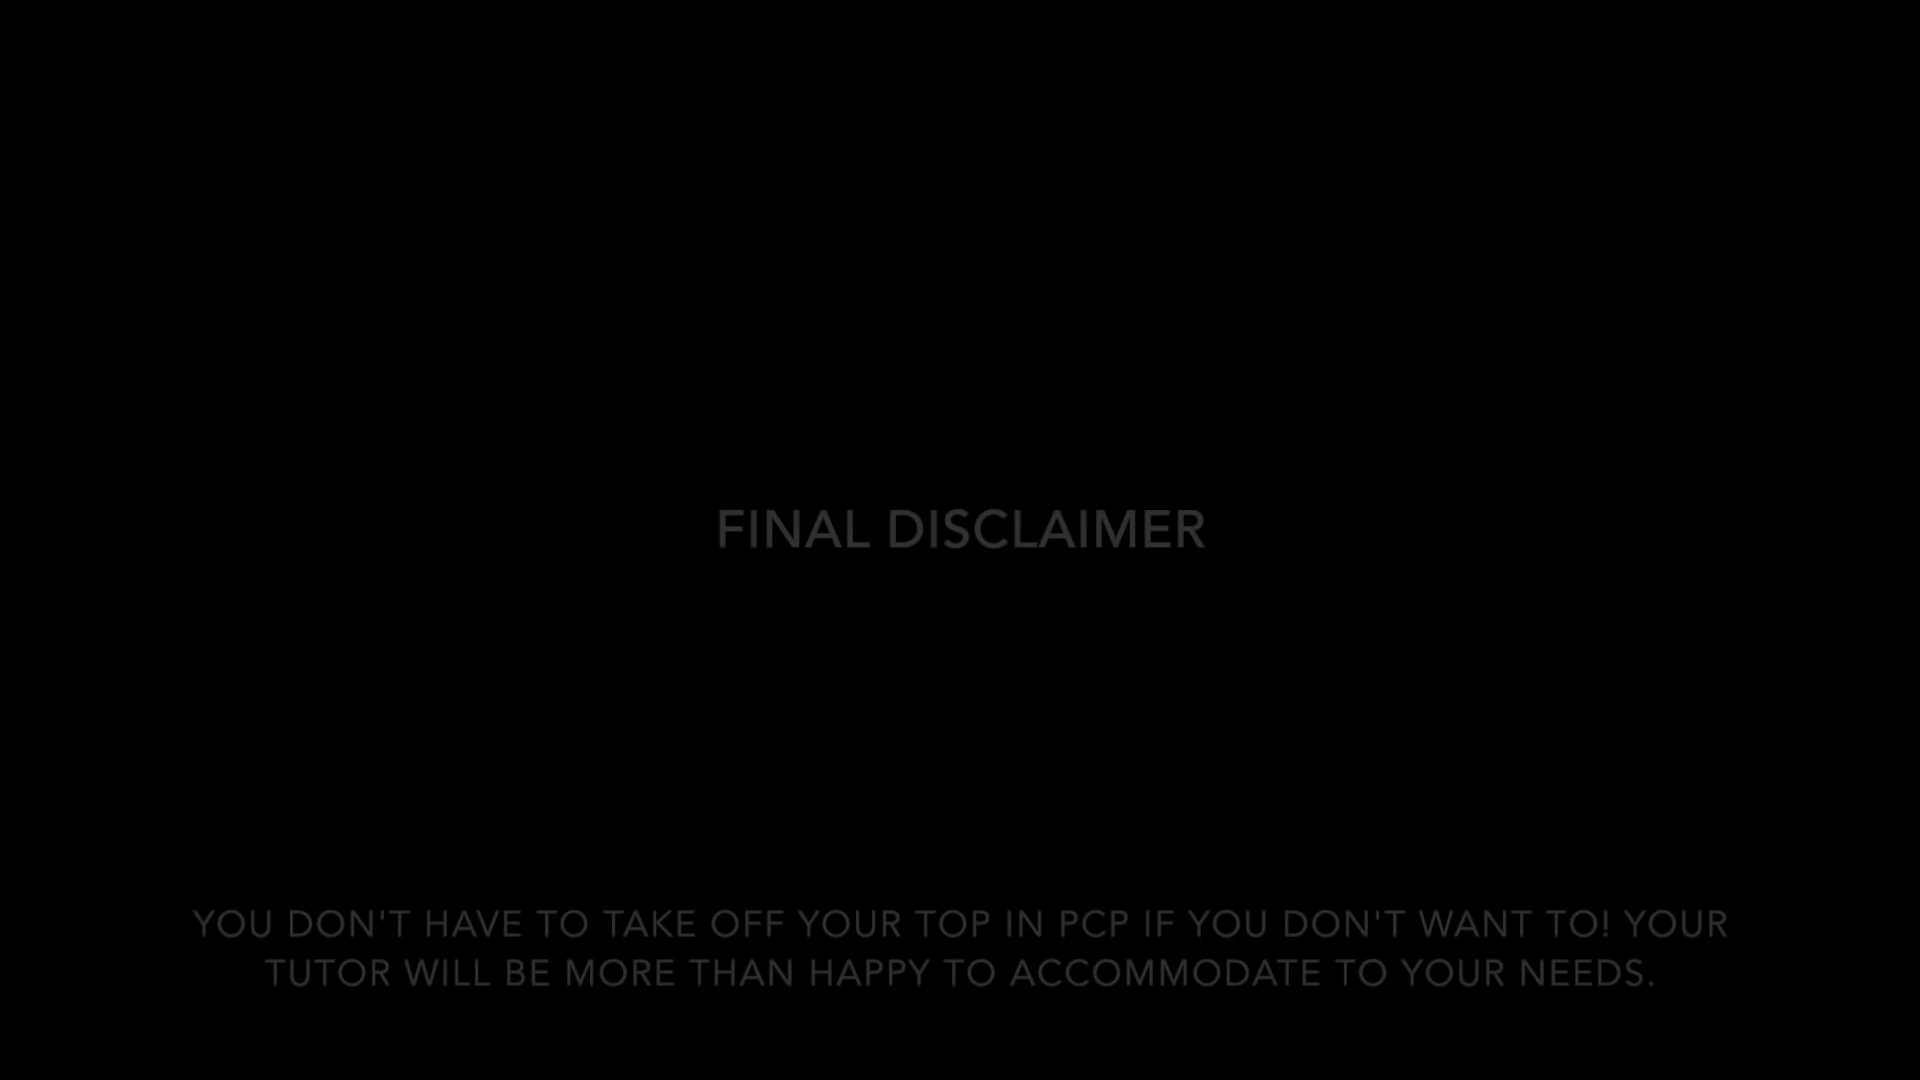 FINAL DISCLAIMER
YOU DON'T HAVE TO TAKE OFF YOUR TOP IN PCP IF YOU DON'T WANT TO! YOUR
TUTOR WILL BE MORE THAN HAPPY TO ACCOMMODATE TO YOUR NEEDS.